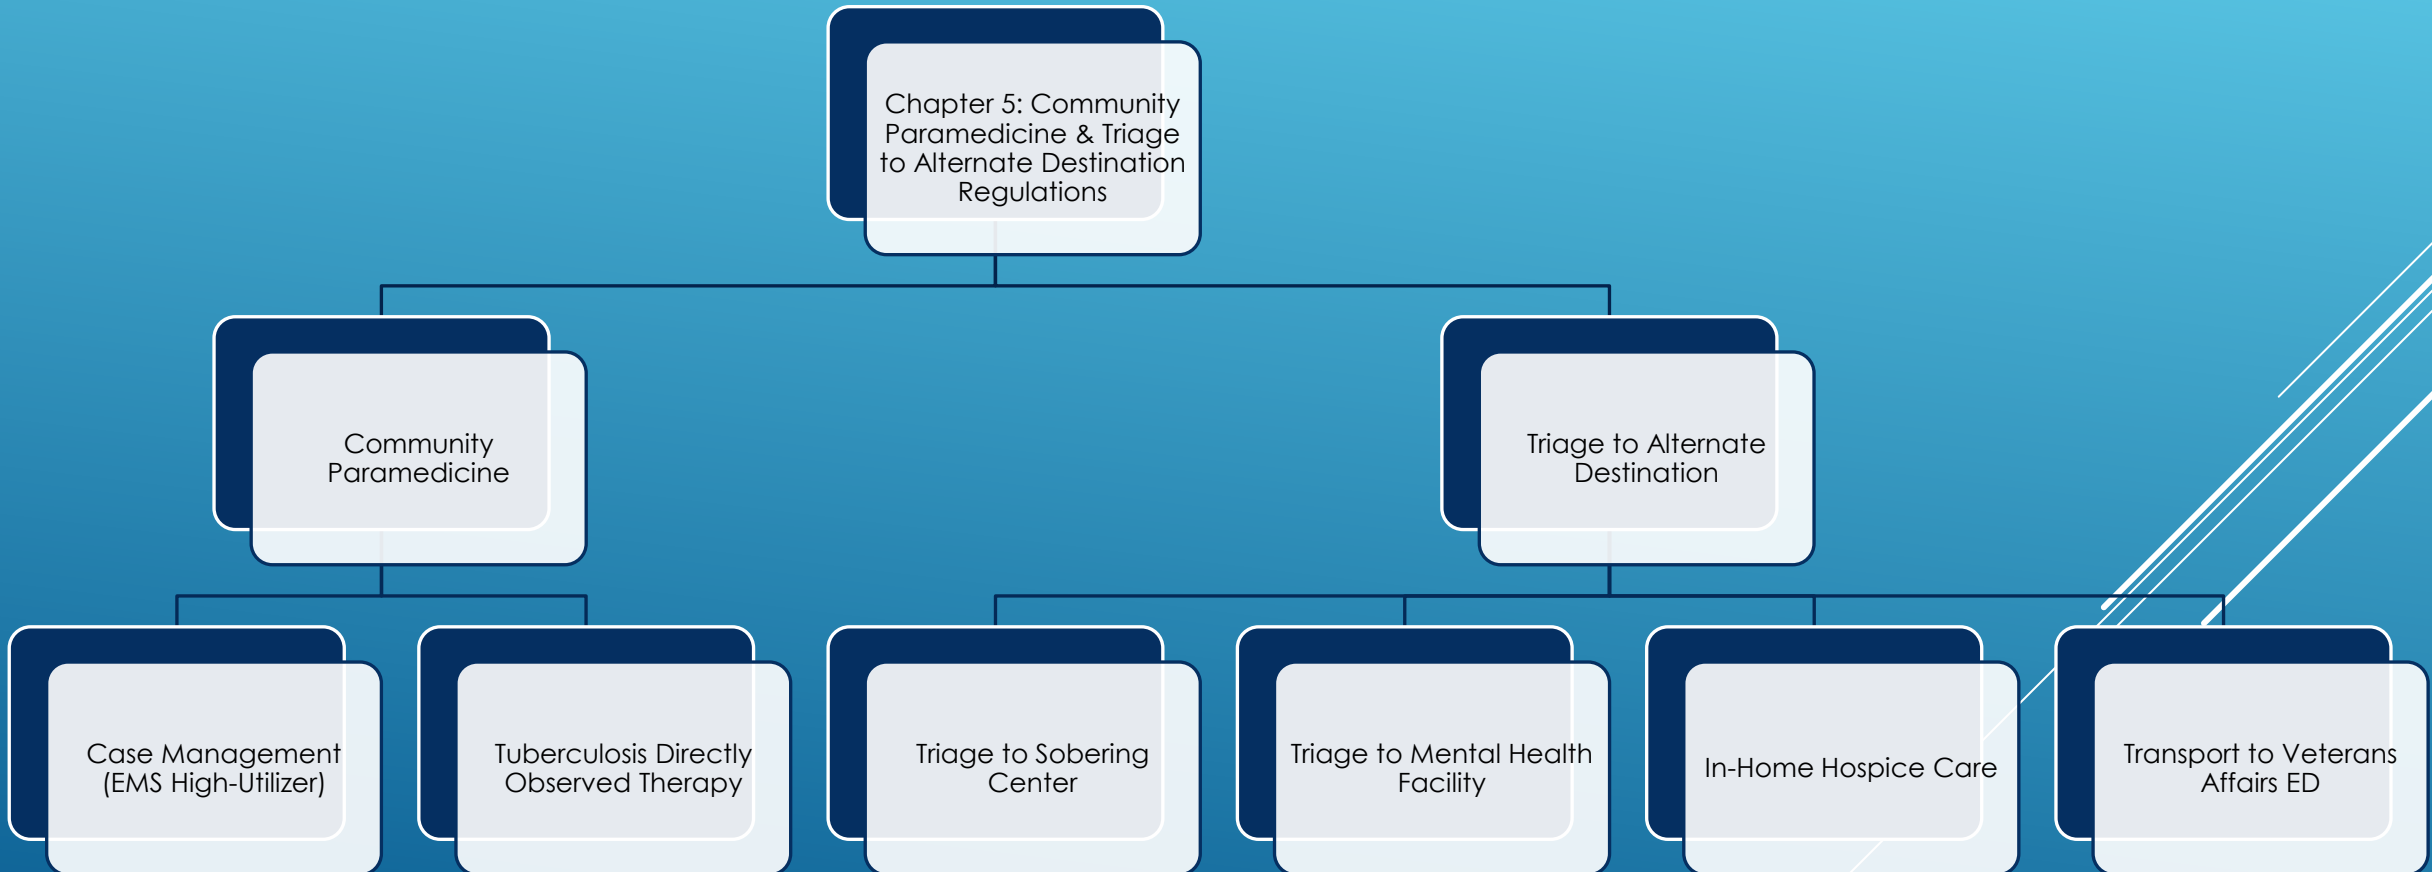 Chapter 5: Community
Paramedicine & Triage
to Alternate Destination
Regulations
Community
Paramedicine
Triage to Alternate
Destination
Case Management
(EMS High-Utilizer)
Tuberculosis Directly
Observed Therapy
Triage to Sobering
Center
Triage to Mental Health
Facility
In-Home Hospice Care
Transport to Veterans
Affairs ED